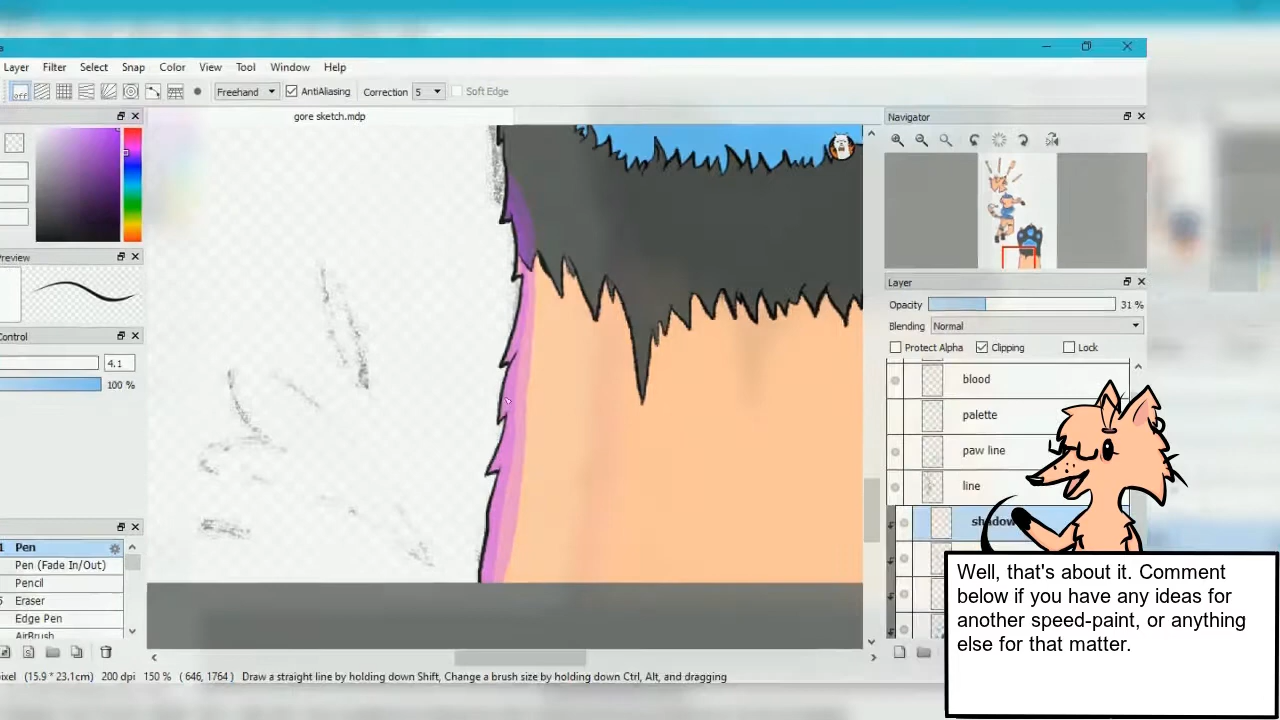 Layer Filter Select Snap Color View Tool Window Help
off Freehand AntiAliasing Correction 5 Soft Edge
gore sketch.mdp
Navigator
Preview
Layer
Opacity 31 %
Blending Normal
Protect Alpha Clipping Lock
Control
4.1
100 %
blood
palette
paw line
line
shadow
Pen
Pen (Fade In/Out)
Pencil
Eraser
Edge Pen
AirBrush
pixel (15.9 * 23.1cm) 200 dpi 150 % ( 646, 1764 ) Draw a straight line by holding down Shift, Change a brush size by holding down Ctrl, Alt, and dragging
Well, that's about it. Comment
below if you have any ideas for
another speed-paint, or anything
else for that matter.